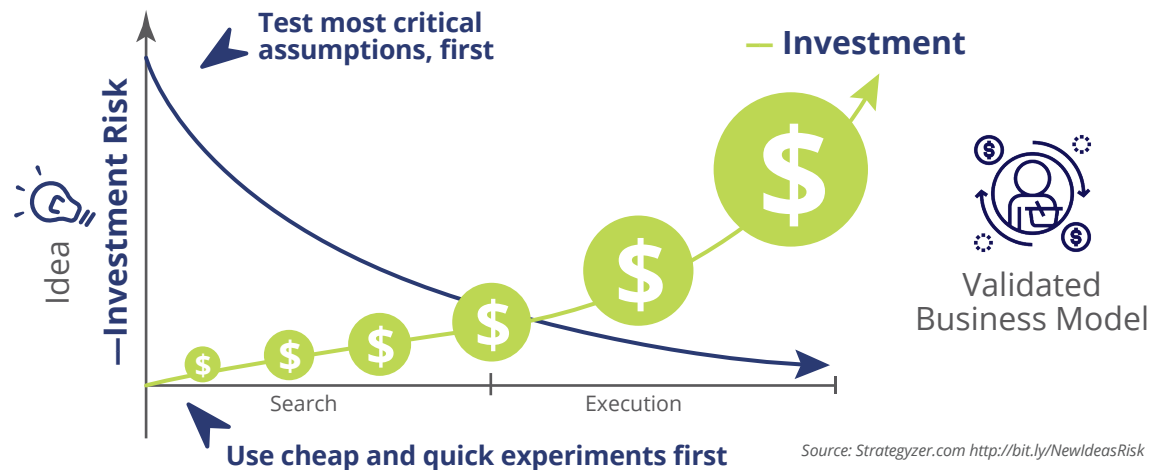 Test most critical
assumptions, first
— Investment
—Investment Risk
Idea
$
$
$
$
$
$
$
$
Validated
Business Model
Search
Execution
Use cheap and quick experiments first
Source: Strategyzer.com http://bit.ly/NewIdeasRisk